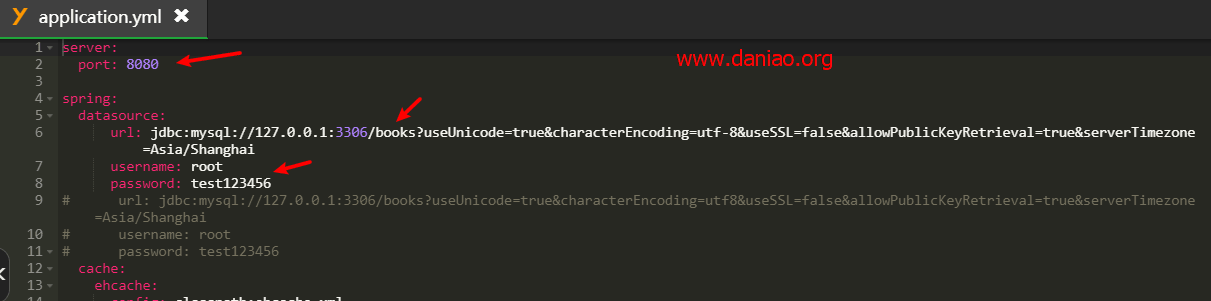 application.yml
www.daniao.org
1 server:
2 port: 8080
3
4 spring:
5 datasource:
6 url: jdbc:mysql://127.0.0.1:3306/books?useUnicode=true&characterEncoding=utf-8&useSSL=false&allowPublicKeyRetrieval=true&serverTimezone
=Asia/Shanghai
7 username: root
8 password: test123456
9 # url: jdbc:mysql://127.0.0.1:3306/books?useUnicode=true&characterEncoding=utf8&useSSL=false&allowPublicKeyRetrieval=true&serverTimezone
=Asia/Shanghai
10 # username: root
11 # password: test123456
12 cache:
13 ehcache: